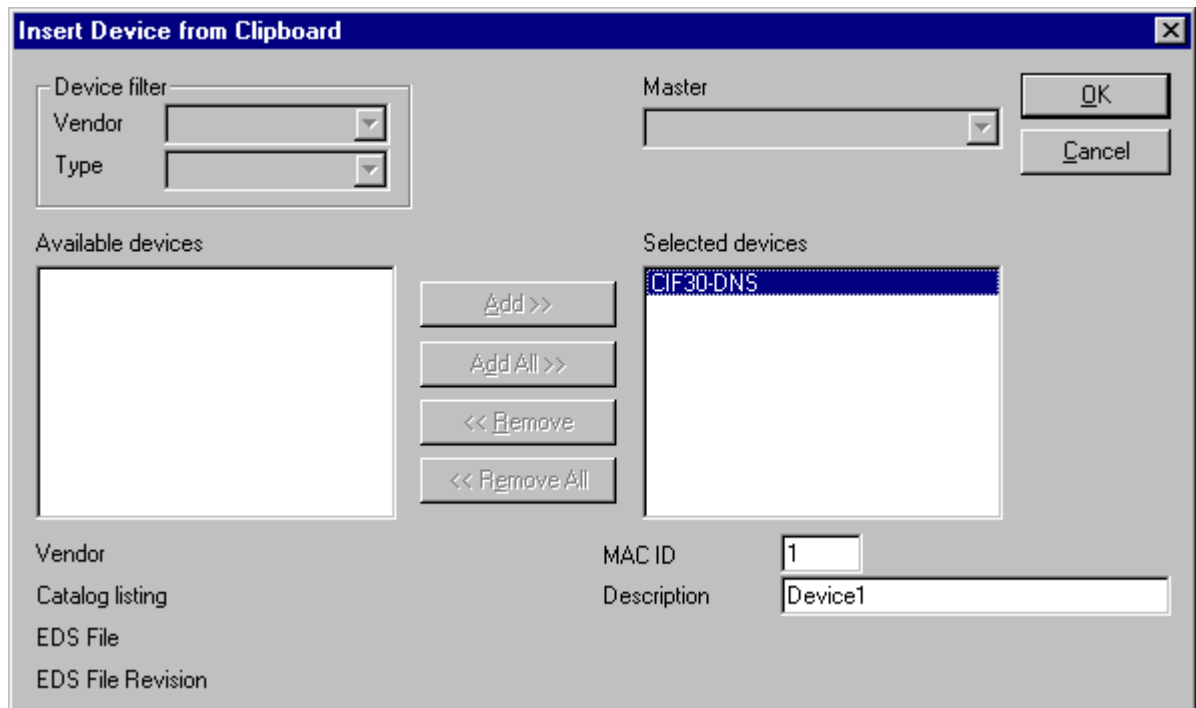 Insert Device from Clipboard
Device filter
Vendor
Type
Master
OK
Cancel
Available devices
Selected devices
CIF30-DNS
Add >>
Add All >>
<< Remove
<< Remove All
Vendor
Catalog listing
EDS File
EDS File Revision
MAC ID 1
Description Device1